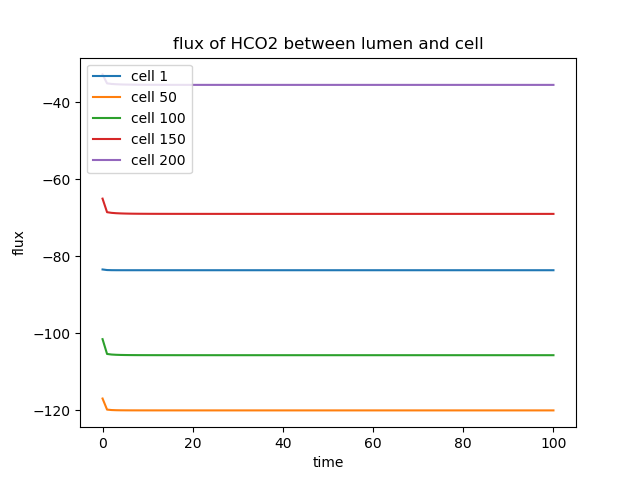 flux of HCO2 between lumen and cell
cell 1
cell 50
cell 100
cell 150
cell 200
−40
−60
−80
−100
−120
flux
0
20
40
60
80
100
time